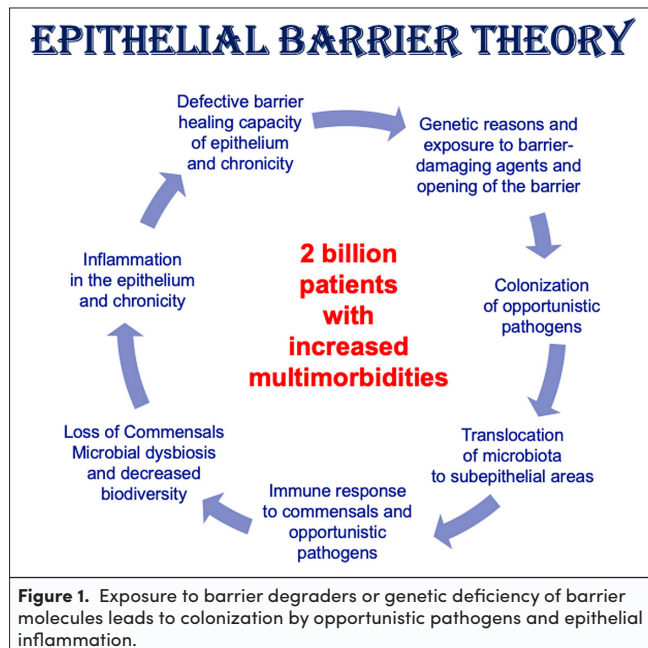 EPITHELIAL BARRIER THEORY
Defective barrier
healing capacity
of epithelium
and chronicity
Genetic reasons and
exposure to barrier-
damaging agents and
opening of the barrier
Colonization
of opportunistic
pathogens
Translocation
of microbiota
to subepithelial areas
Immune response
to commensals and
opportunistic
pathogens
Loss of Commensals
Microbial dysbiosis
and decreased
biodiversity
Inflammation
in the epithelium
and chronicity
2 billion
patients
with
increased
multimorbidities
Figure 1. Exposure to barrier degraders or genetic deficiency of barrier
molecules leads to colonization by opportunistic pathogens and epithelial
inflammation.